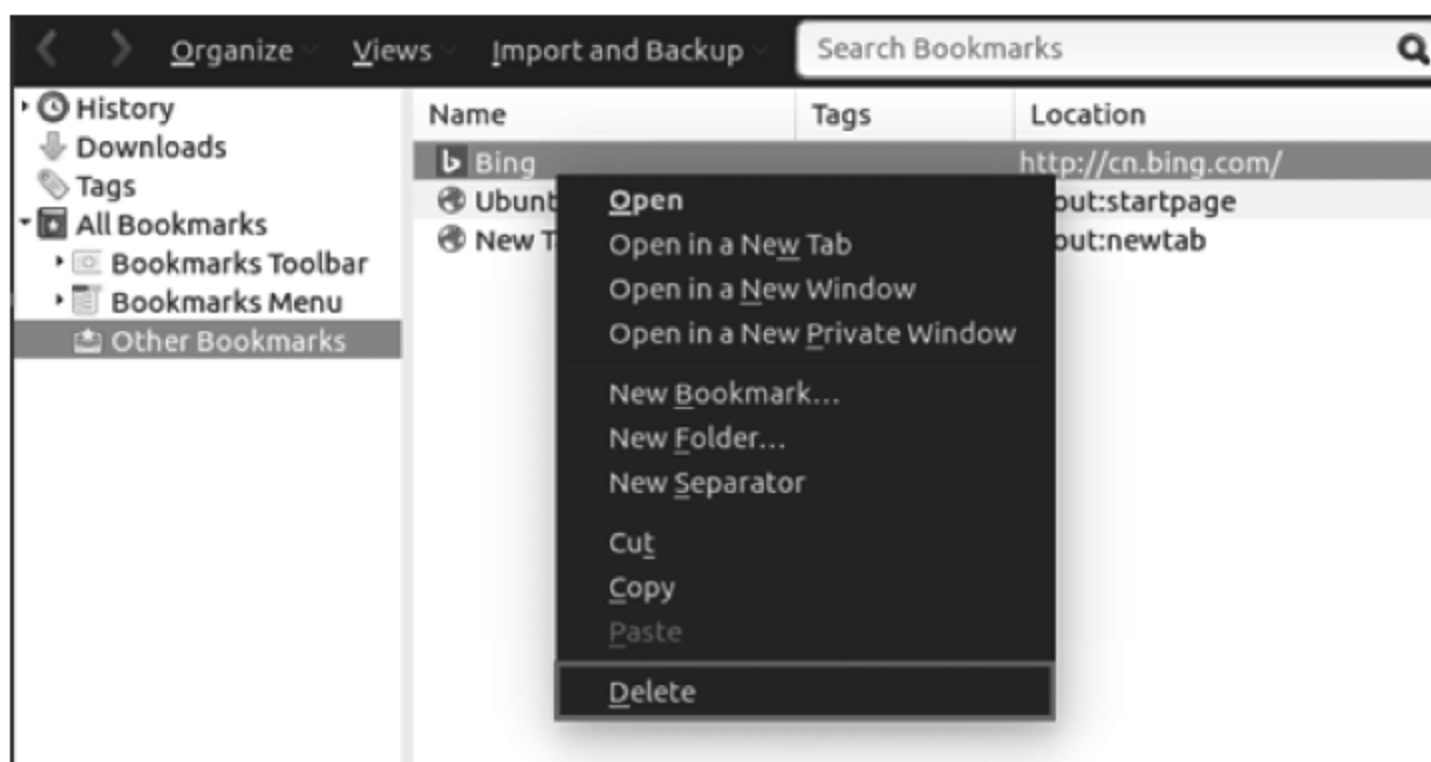 Organize Views Import and Backup Search Bookmarks
History
Downloads
Tags
All Bookmarks
Bookmarks Toolbar
Bookmarks Menu
Other Bookmarks
Name Tags Location
Bing http://cn.bing.com/
Ubunt out:startpage
New T out:newtab
Open
Open in a New Tab
Open in a New Window
Open in a New Private Window
New Bookmark...
New Folder...
New Separator
Cut
Copy
Paste
Delete